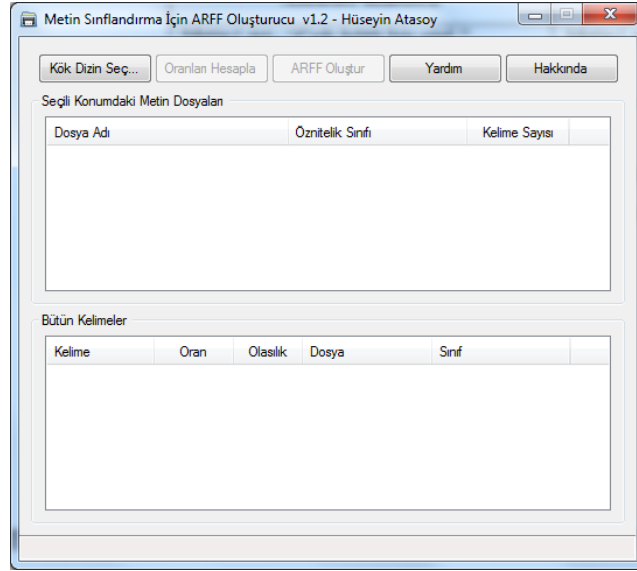 Metin Sınflandırma İçin ARFF Oluşturucu v1.2 - Hüseyin Atasoy
Kök Dizin Seç... Oranları Hesapla ARFF Oluştur Yardım Hakkında
Seçili Konumdaki Metin Dosyaları
Dosya Adı Öznitelik Sınıfı Kelime Sayısı
Bütün Kelimeler
Kelime Oran Olasılık Dosya Sınıf